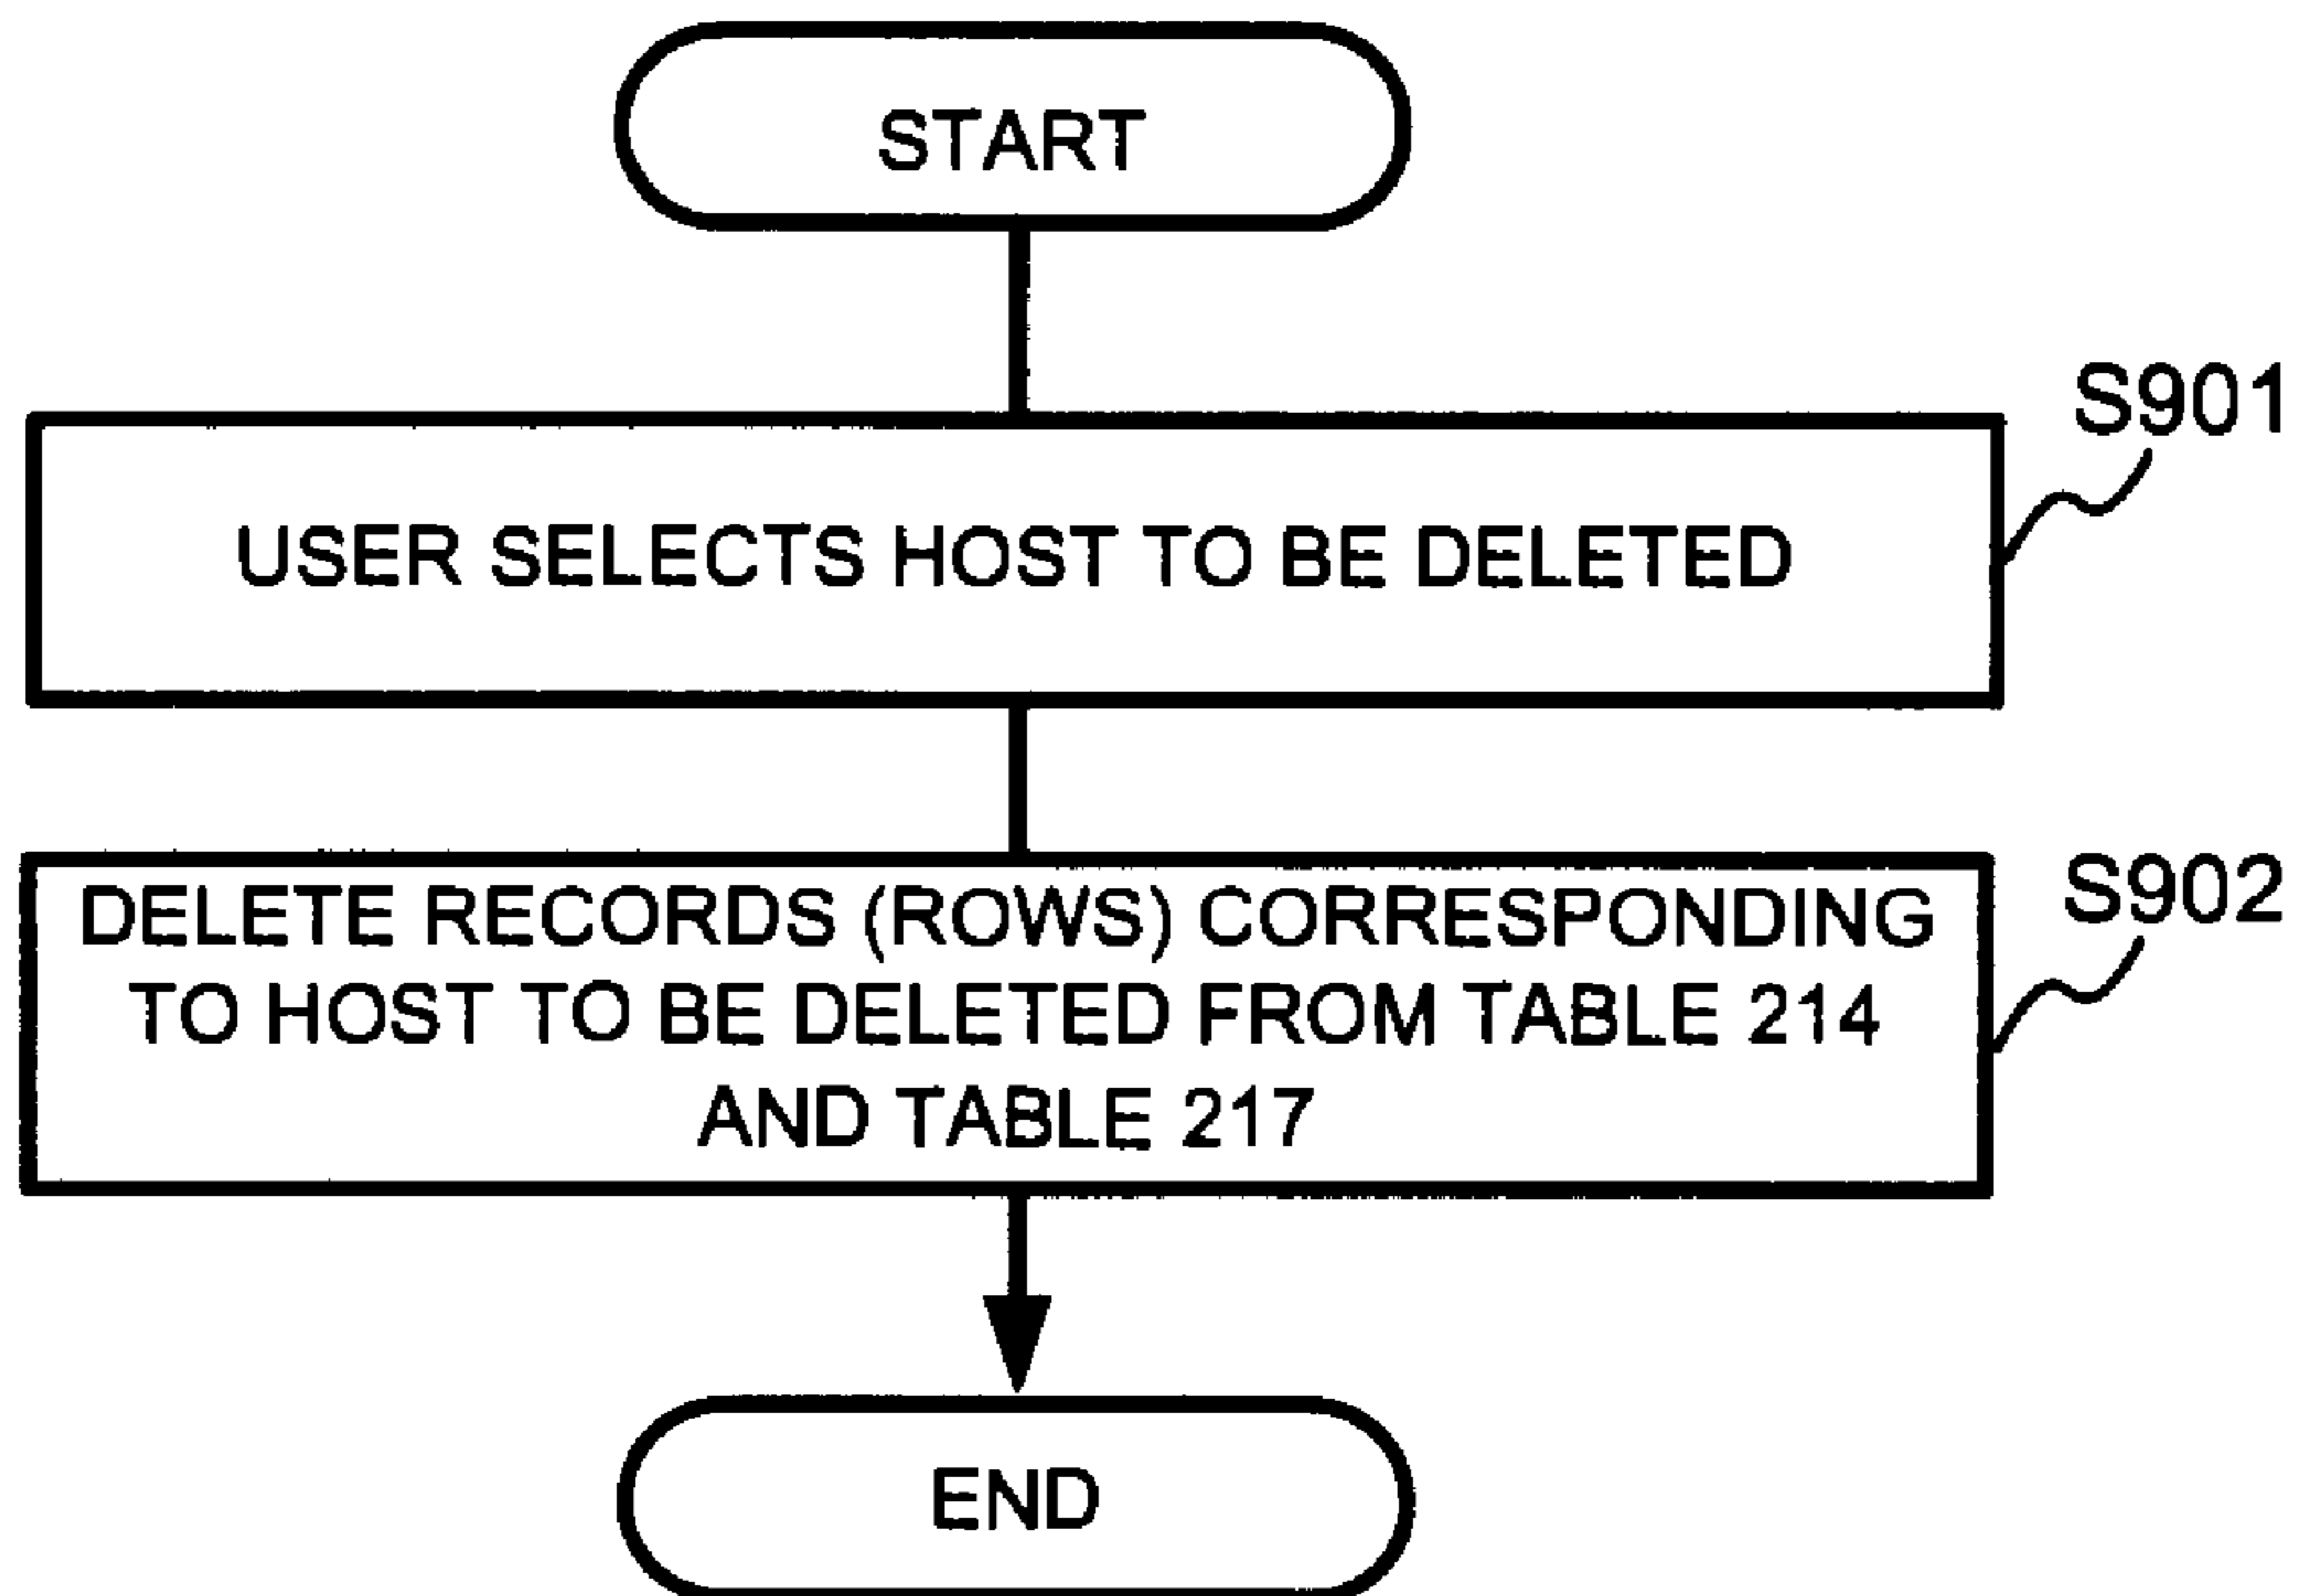 START
S901
USER SELECTS HOST TO BE DELETED
S902
DELETE RECORDS (ROWS) CORRESPONDING
TO HOST TO BE DELETED FROM TABLE 214
AND TABLE 217
END